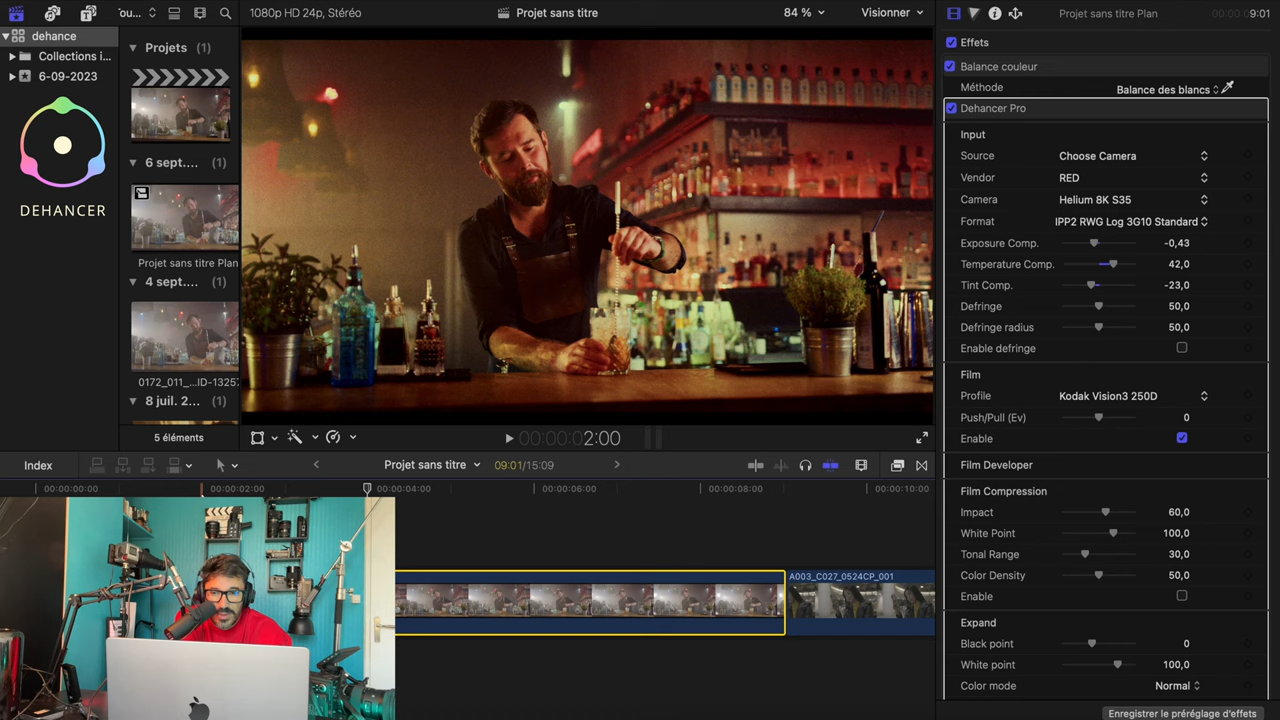 ou...
1080p HD 24p, Stéréo
Projet sans titre
84 %
Visionner
Projet sans titre Plan
00:00:0 9:01
dehance
Collections i...
6-09-2023
DEHANCER
Projets (1)
6 sept.... (1)
Projet sans titre Plan
4 sept.... (1)
0172_011_...ID-1325
8 juil. 2... (1)
5 éléments
00:00:00 2:00
Effets
Balance couleur
Méthode
Balance des blancs
Dehancer Pro
Input
Source
Choose Camera
Vendor
RED
Camera
Helium 8K S35
Format
IPP2 RWG Log 3G10 Standard
Exposure Comp.
-0,43
Temperature Comp.
42,0
Tint Comp.
-23,0
Defringe
50,0
Defringe radius
50,0
Enable defringe
Film
Profile
Kodak Vision3 250D
Push/Pull (Ev)
0
Enable
Film Developer
Film Compression
Impact
60,0
White Point
100,0
Tonal Range
30,0
Color Density
50,0
Enable
Expand
Black point
0
White point
100,0
Color mode
Normal
Enregistrer le préréglage d'effets
Index
Projet sans titre
09:01/15:09
00:00:00:00
00:00:02:00
00:00:04:00
00:00:06:00
00:00:08:00
00:00:10:00
A003_C027_0524CP_001